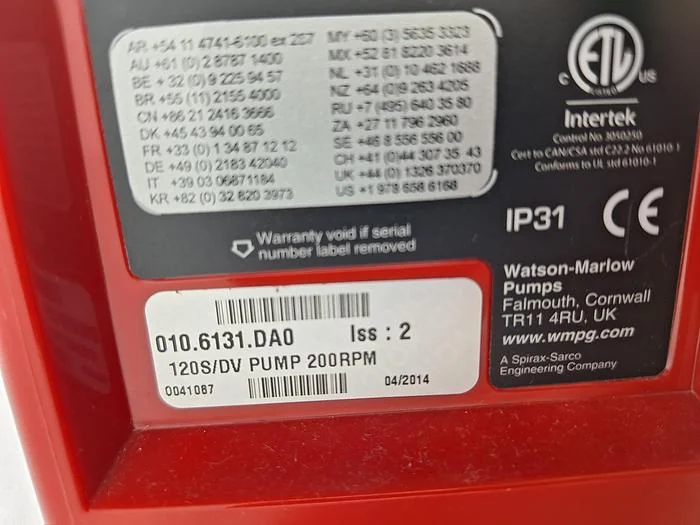 AR +54 11 4741-6100 ex 257
AU +61 (0) 2 8787 1400
BE + 32 (0) 9 225 94 57
BR +55 (11) 2155 4000
CN +86 21 2416 3666
DK +45 43 94 00 65
FR +33 (0) 1 34 87 12 12
DE +49 (0) 2183 42040
IT +39 03 06871184
KR +82 (0) 32 820 3973
MY +60 (3) 5635 3323
MX +52 81 8220 3614
NL +31 (0) 10 462 1688
NZ +64 (0)9 263 4205
RU +7 (495) 640 35 80
ZA +27 11 796 2960
SE +46 8 556 556 00
CH +41 (0)44 307 35 43
UK +44 (0) 1326 370370
US +1 978 658 6168
C ETL US
Intertek
Control No 3050250
Cert to CAN/CSA std C22.2 No 61010-1
Conforms to UL std 61010-1
IP31 CE
Warranty void if serial
number label removed
Watson-Marlow
Pumps
Falmouth, Cornwall
TR11 4RU, UK
www.wmpg.com
A Spirax-Sarco
Engineering Company
010.6131.DA0 Iss : 2
120S/DV PUMP 200RPM
0041087 04/2014